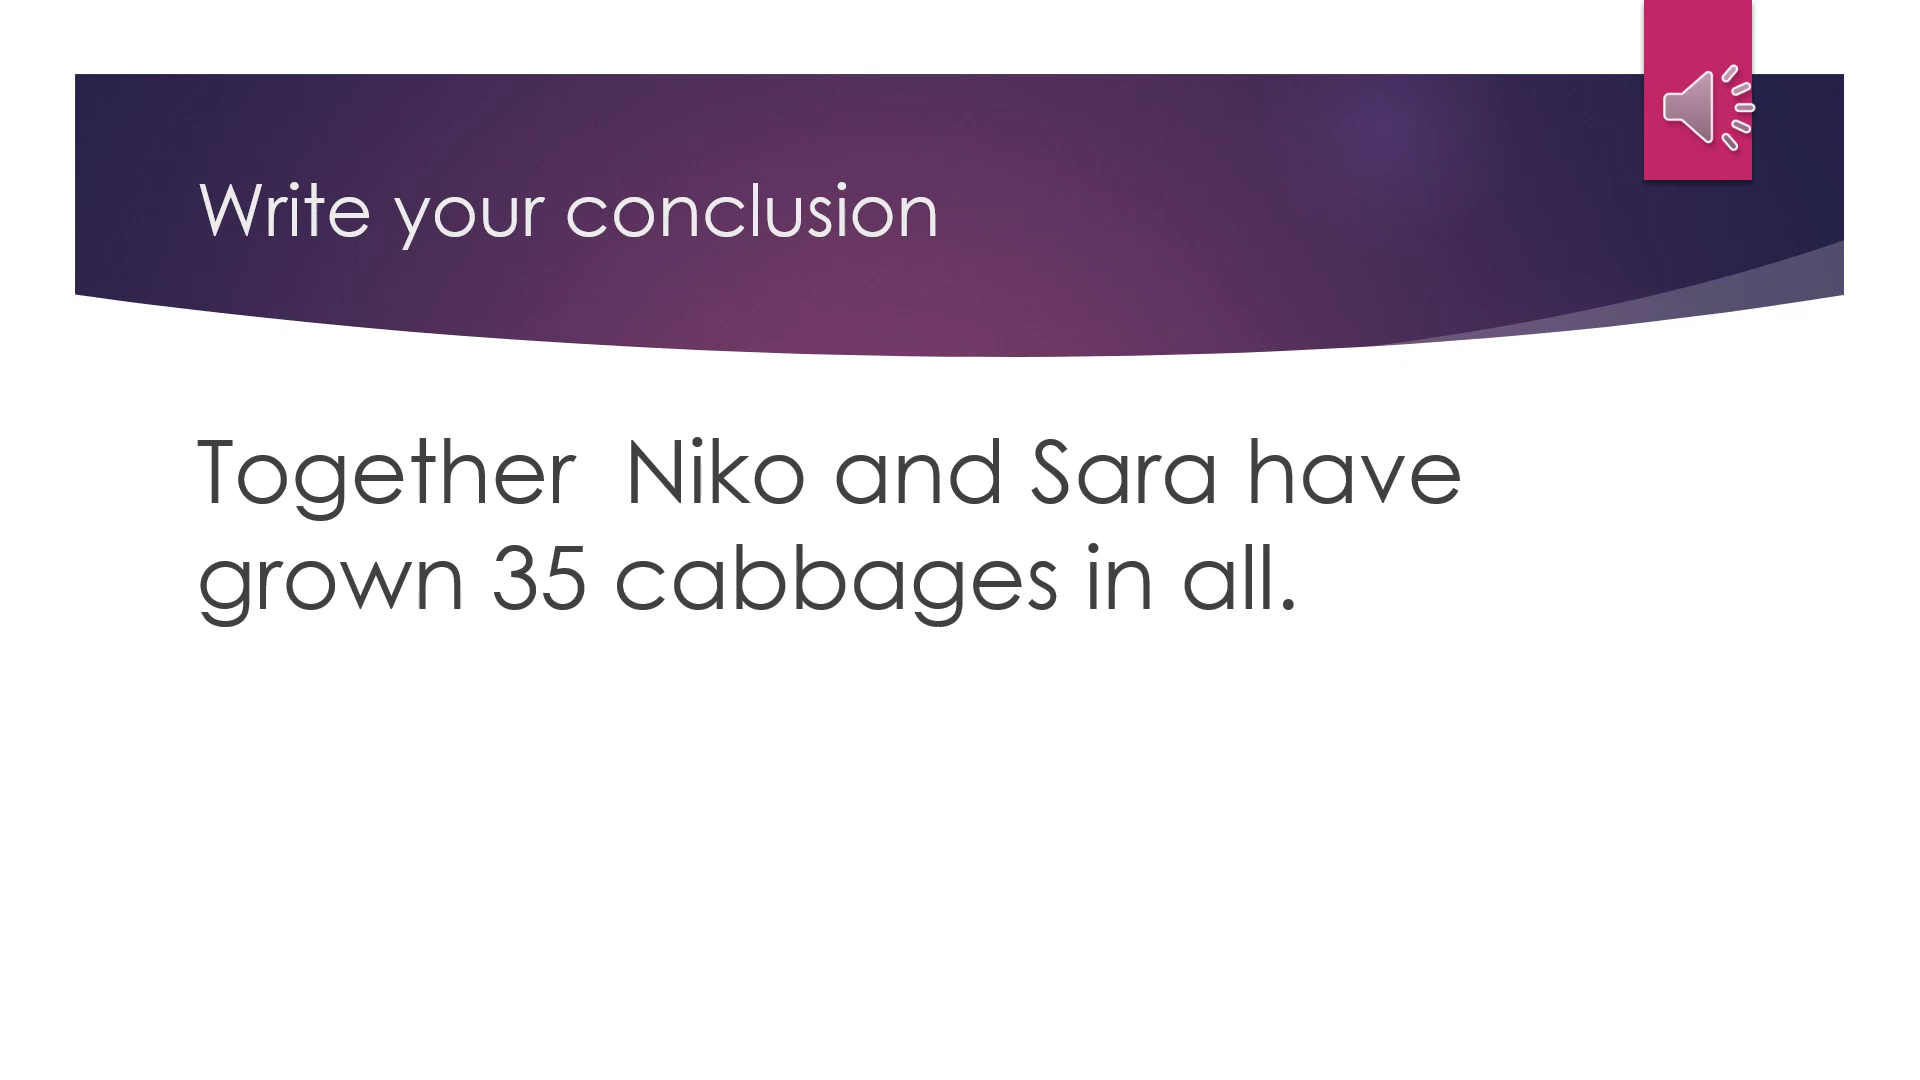 Write your conclusion
Together  Niko and Sara have
grown 35 cabbages in all.